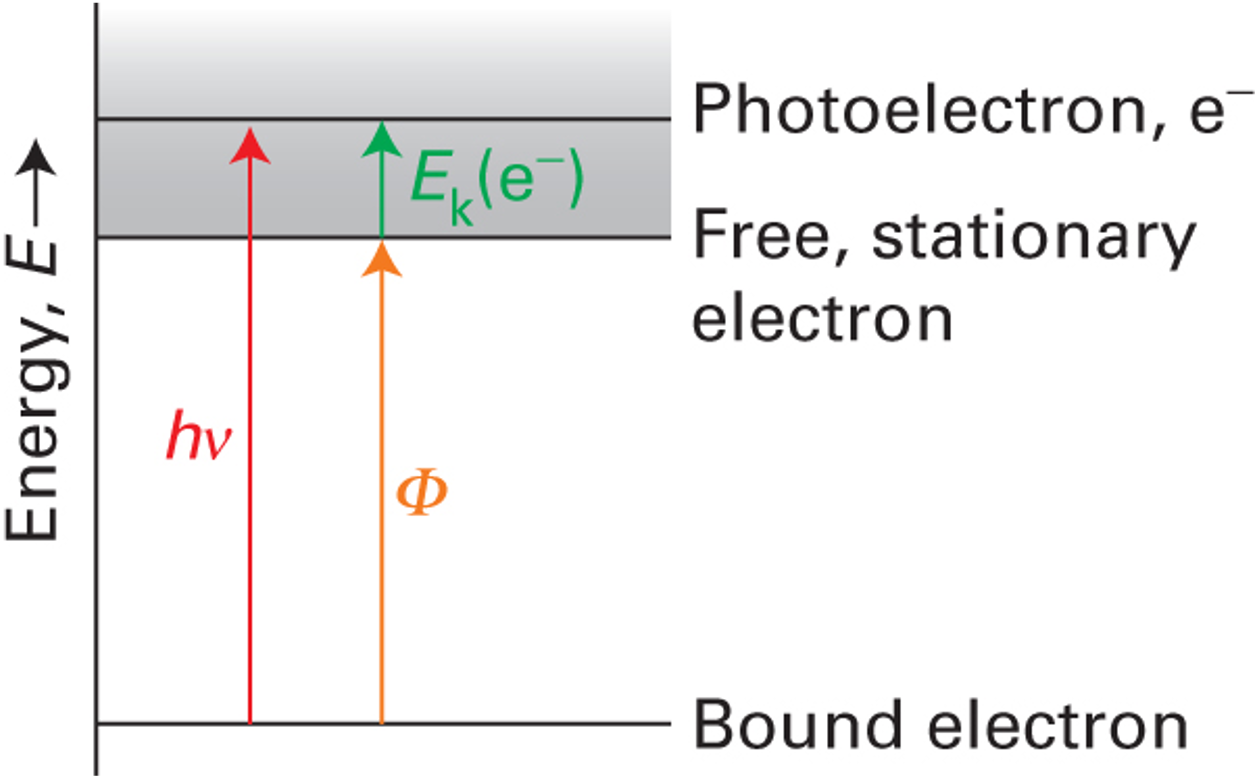 Photoelectron, e⁻
Eₖ(e⁻)
Free, stationary
electron
Energy, E→
hν
Φ
Bound electron